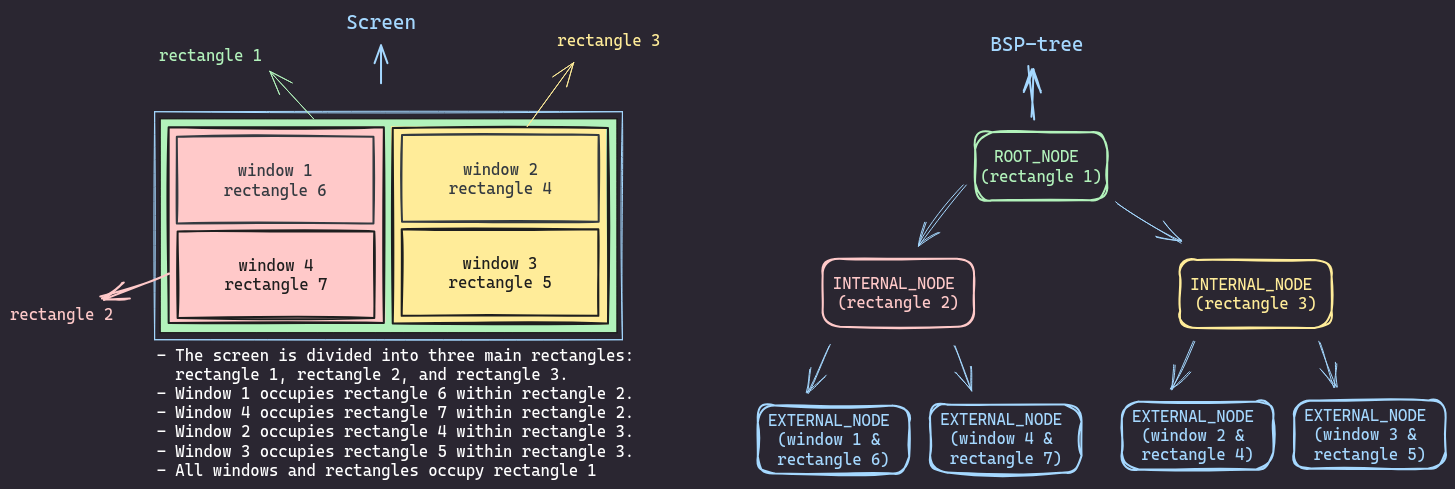 Screen
rectangle 1
rectangle 3
window 1
rectangle 6
window 2
rectangle 4
window 4
rectangle 7
window 3
rectangle 5
rectangle 2
- The screen is divided into three main rectangles:
rectangle 1, rectangle 2, and rectangle 3.
- Window 1 occupies rectangle 6 within rectangle 2.
- Window 4 occupies rectangle 7 within rectangle 2.
- Window 2 occupies rectangle 4 within rectangle 3.
- Window 3 occupies rectangle 5 within rectangle 3.
- All windows and rectangles occupy rectangle 1
BSP-tree
ROOT_NODE
(rectangle 1)
INTERNAL_NODE
(rectangle 2)
INTERNAL_NODE
(rectangle 3)
EXTERNAL_NODE
(window 1 &
rectangle 6)
EXTERNAL_NODE
(window 4 &
rectangle 7)
EXTERNAL_NODE
(window 2 &
rectangle 4)
EXTERNAL_NODE
(window 3 &
rectangle 5)